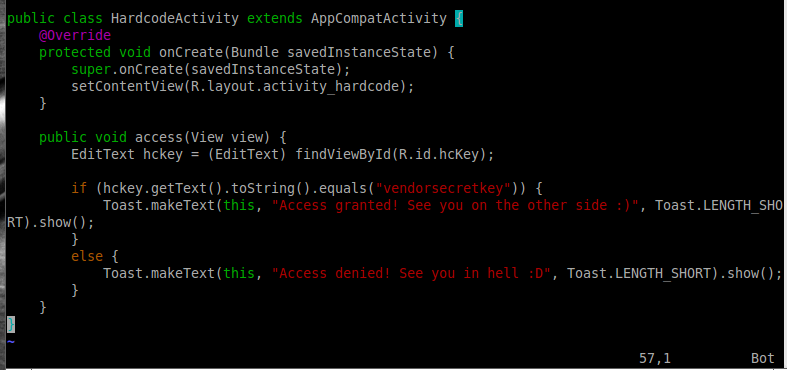 public class HardcodeActivity extends AppCompatActivity {
    @Override
    protected void onCreate(Bundle savedInstanceState) {
        super.onCreate(savedInstanceState);
        setContentView(R.layout.activity_hardcode);
    }

    public void access(View view) {
        EditText hckey = (EditText) findViewById(R.id.hcKey);

        if (hckey.getText().toString().equals("vendorsecretkey")) {
            Toast.makeText(this, "Access granted! See you on the other side :)", Toast.LENGTH_SHO
RT).show();
        }
        else {
            Toast.makeText(this, "Access denied! See you in hell :D", Toast.LENGTH_SHORT).show();
        }
    }
}
~
57,1 Bot